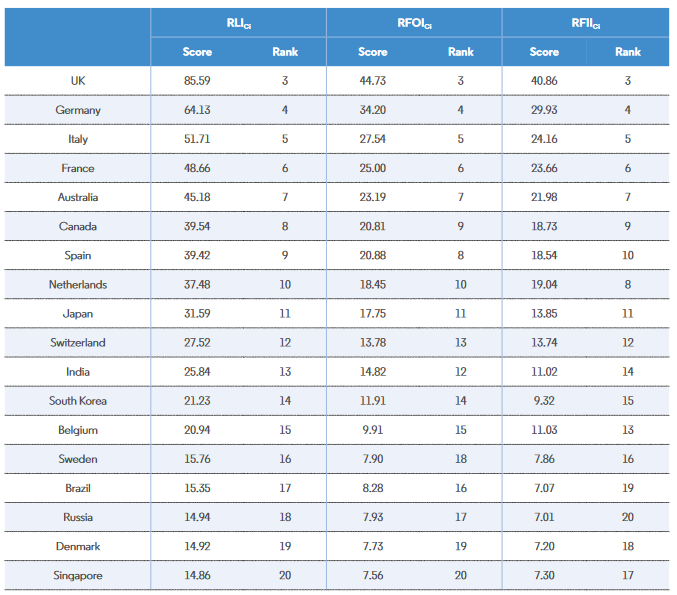 RLICi RFOICi RFIICi
Score Rank Score Rank Score Rank
UK 85.59 3 44.73 3 40.86 3
Germany 64.13 4 34.20 4 29.93 4
Italy 51.71 5 27.54 5 24.16 5
France 48.66 6 25.00 6 23.66 6
Australia 45.18 7 23.19 7 21.98 7
Canada 39.54 8 20.81 9 18.73 9
Spain 39.42 9 20.88 8 18.54 10
Netherlands 37.48 10 18.45 10 19.04 8
Japan 31.59 11 17.75 11 13.85 11
Switzerland 27.52 12 13.78 13 13.74 12
India 25.84 13 14.82 12 11.02 14
South Korea 21.23 14 11.91 14 9.32 15
Belgium 20.94 15 9.91 15 11.03 13
Sweden 15.76 16 7.90 18 7.86 16
Brazil 15.35 17 8.28 16 7.07 19
Russia 14.94 18 7.93 17 7.01 20
Denmark 14.92 19 7.73 19 7.20 18
Singapore 14.86 20 7.56 20 7.30 17